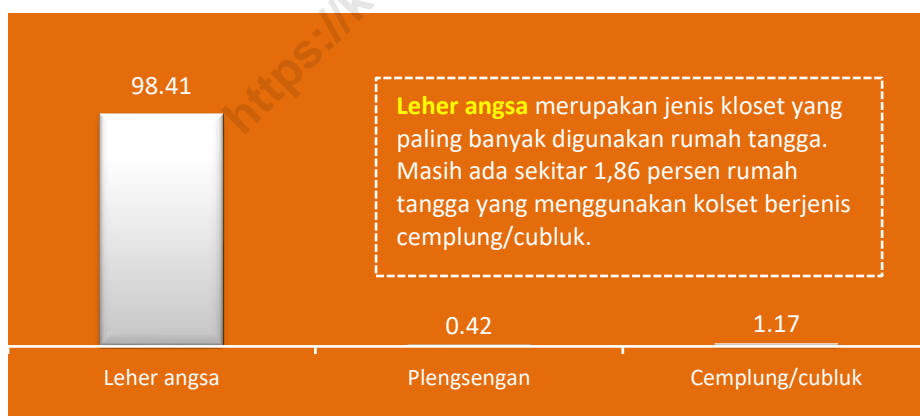 https://k
98.41
Leher angsa merupakan jenis kloset yang
paling banyak digunakan rumah tangga.
Masih ada sekitar 1,86 persen rumah
tangga yang menggunakan kolset berjenis
cemplung/cubluk.
0.42
1.17
Leher angsa
Plengsengan
Cemplung/cubluk